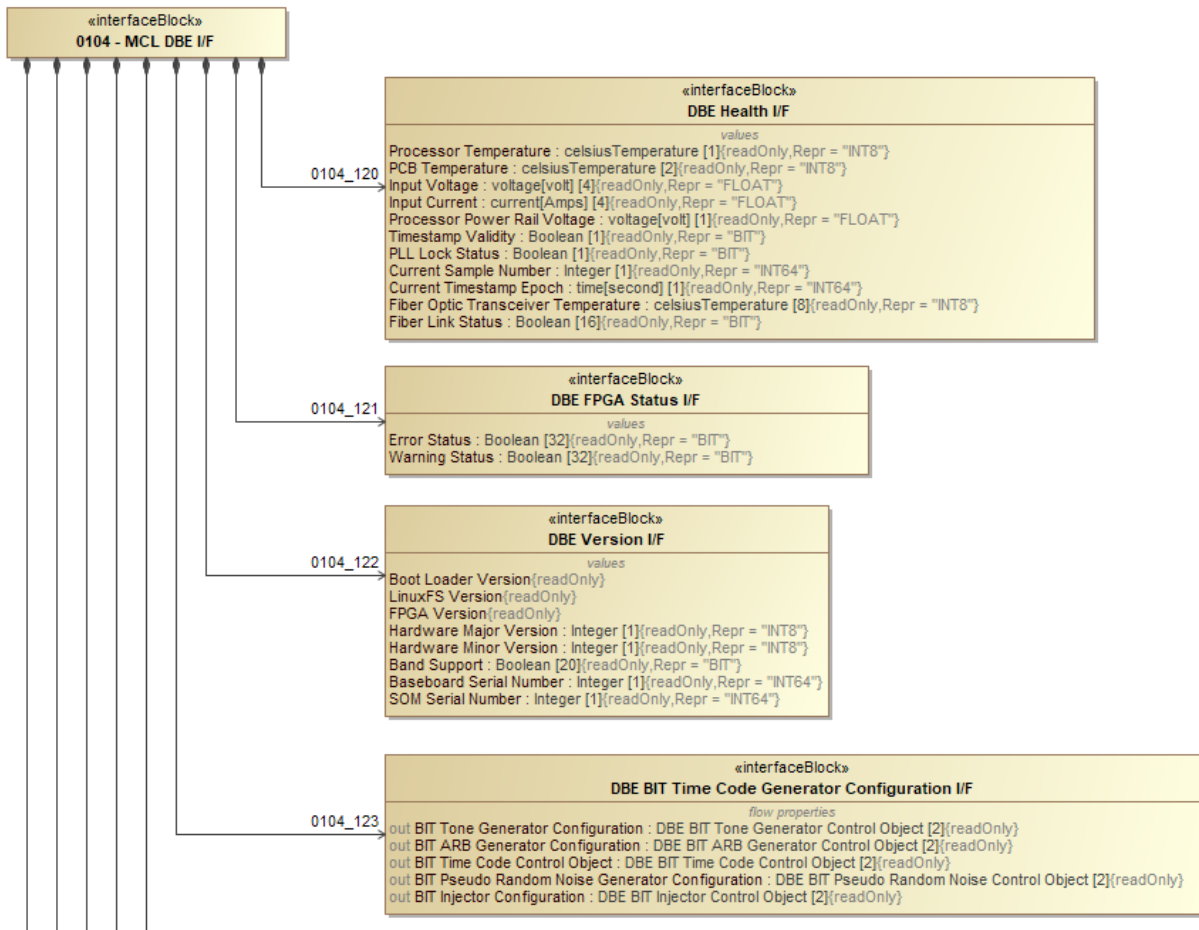 «interfaceBlock»
0104 - MCL DBE I/F
«interfaceBlock»
DBE Health I/F
values
Processor Temperature : celsiusTemperature [1]{readOnly,Repr = "INT8"}
PCB Temperature : celsiusTemperature [2]{readOnly,Repr = "INT8"}
0104_120
Input Voltage : voltage[volt] [4]{readOnly,Repr = "FLOAT"}
Input Current : current[Amps] [4]{readOnly,Repr = "FLOAT"}
Processor Power Rail Voltage : voltage[volt] [1]{readOnly,Repr = "FLOAT"}
Timestamp Validity : Boolean [1]{readOnly,Repr = "BIT"}
PLL Lock Status : Boolean [1]{readOnly,Repr = "BIT"}
Current Sample Number : Integer [1]{readOnly,Repr = "INT64"}
Current Timestamp Epoch : time[second] [1]{readOnly,Repr = "INT64"}
Fiber Optic Transceiver Temperature : celsiusTemperature [8]{readOnly,Repr = "INT8"}
Fiber Link Status : Boolean [16]{readOnly,Repr = "BIT"}
«interfaceBlock»
DBE FPGA Status I/F
0104_121
values
Error Status : Boolean [32]{readOnly,Repr = "BIT"}
Warning Status : Boolean [32]{readOnly,Repr = "BIT"}
«interfaceBlock»
DBE Version I/F
0104_122
values
Boot Loader Version{readOnly}
LinuxFS Version{readOnly}
FPGA Version{readOnly}
Hardware Major Version : Integer [1]{readOnly,Repr = "INT8"}
Hardware Minor Version : Integer [1]{readOnly,Repr = "INT8"}
Band Support : Boolean [20]{readOnly,Repr = "BIT"}
Baseboard Serial Number : Integer [1]{readOnly,Repr = "INT64"}
SOM Serial Number : Integer [1]{readOnly,Repr = "INT64"}
«interfaceBlock»
DBE BIT Time Code Generator Configuration I/F
flow properties
0104_123
out BIT Tone Generator Configuration : DBE BIT Tone Generator Control Object [2]{readOnly}
out BIT ARB Generator Configuration : DBE BIT ARB Generator Control Object [2]{readOnly}
out BIT Time Code Control Object : DBE BIT Time Code Control Object [2]{readOnly}
out BIT Pseudo Random Noise Generator Configuration : DBE BIT Pseudo Random Noise Control Object [2]{readOnly}
out BIT Injector Configuration : DBE BIT Injector Control Object [2]{readOnly}